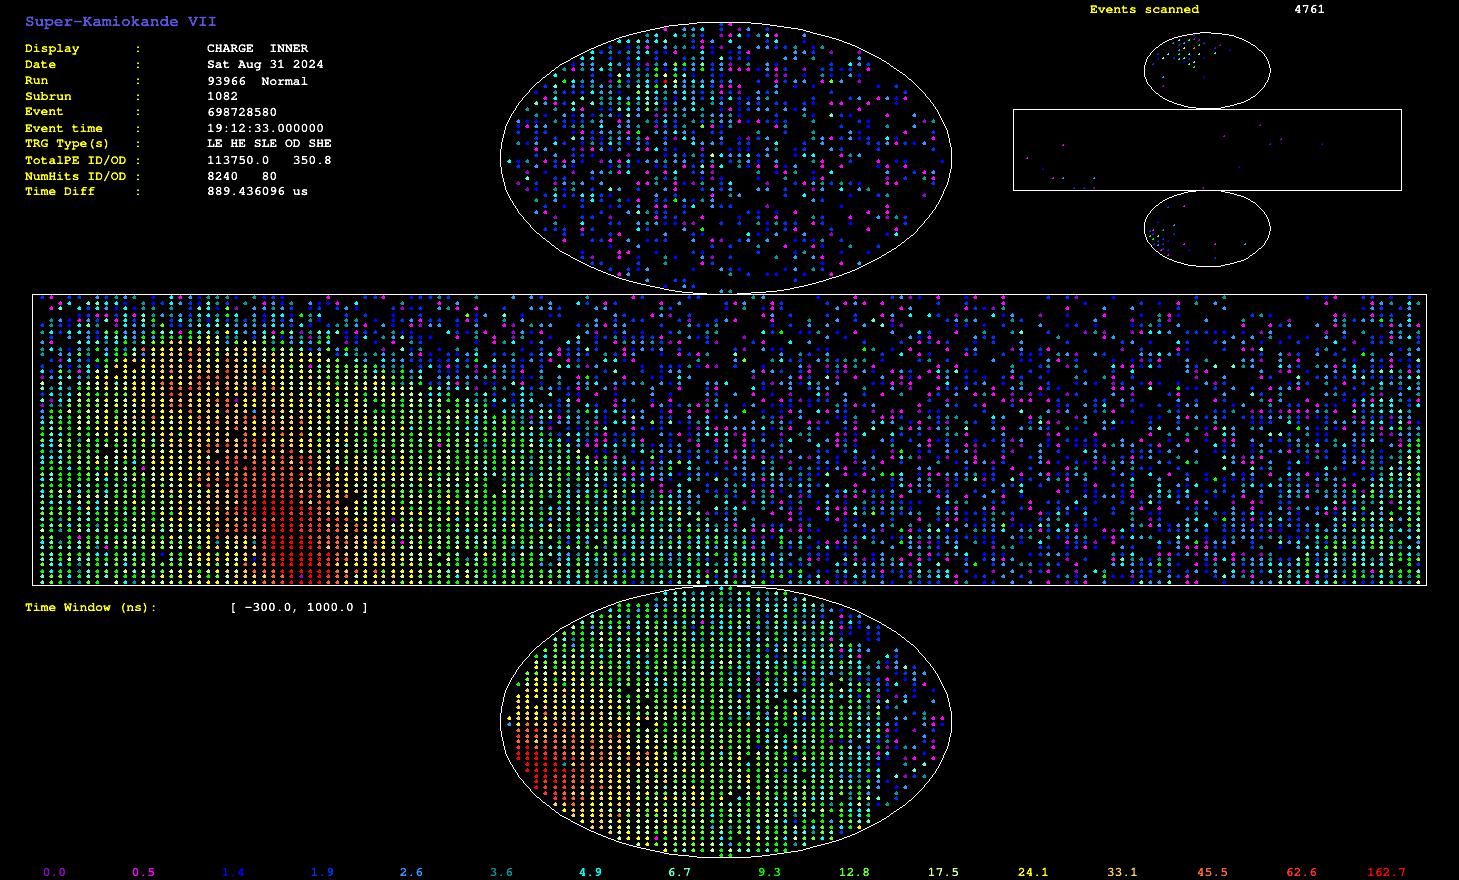 Super-Kamiokande VII
Events scanned 4761
Display : CHARGE INNER
Date : Sat Aug 31 2024
Run : 93966 Normal
Subrun : 1082
Event : 698728580
Event time : 19:12:33.000000
TRG Type(s) : LE HE SLE OD SHE
TotalPE ID/OD : 113750.0 350.8
NumHits ID/OD : 8240 80
Time Diff : 889.436096 us
Time Window (ns): [ -300.0, 1000.0 ]
0.0 0.5 1.4 1.9 2.6 3.6 4.9 6.7 9.3 12.8 17.5 24.1 33.1 45.5 62.6 162.7